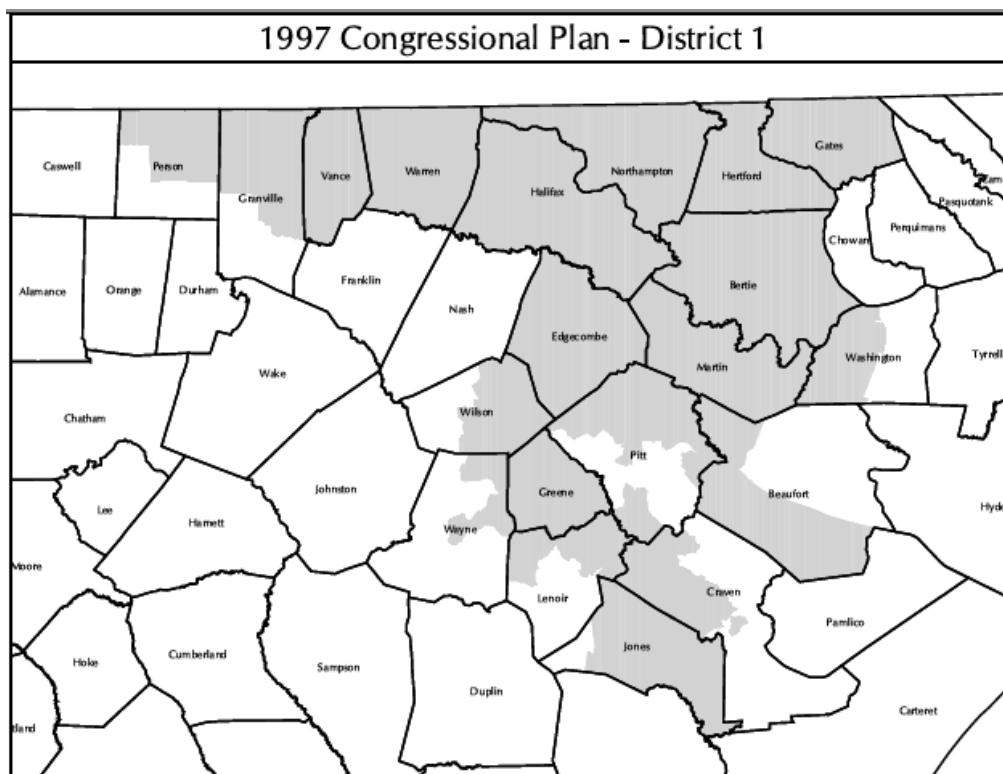 1997 Congressional Plan - District 1
Caswell
Person
Granville
Vance
Warren
Halifax
Northampton
Hertford
Gates
Pasquotank
Perquimans
Chowan
Alamance
Orange
Durham
Franklin
Nash
Edgecombe
Bertie
Martin
Washington
Tyrrell
Wake
Chatham
Wilson
Pitt
Beaufort
Hyde
Johnston
Greene
Lee
Harnett
Wayne
Moore
Lenoir
Craven
Pamlico
Jones
Hoke
Cumberland
Sampson
Duplin
Carteret
tland